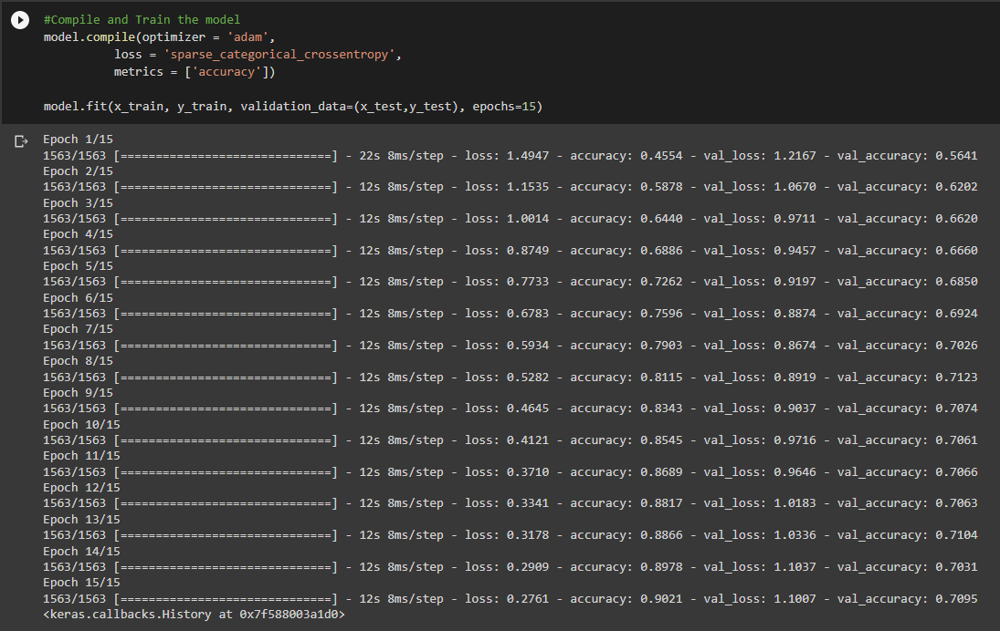 #Compile and Train the model
model.compile(optimizer = 'adam',
          loss = 'sparse_categorical_crossentropy',
          metrics = ['accuracy'])
model.fit(x_train, y_train, validation_data=(x_test,y_test), epochs=15)
Epoch 1/15
1563/1563 [==============================] - 22s 8ms/step - loss: 1.4947 - accuracy: 0.4554 - val_loss: 1.2167 - val_accuracy: 0.5641
Epoch 2/15
1563/1563 [==============================] - 12s 8ms/step - loss: 1.1535 - accuracy: 0.5878 - val_loss: 1.0670 - val_accuracy: 0.6202
Epoch 3/15
1563/1563 [==============================] - 12s 8ms/step - loss: 1.0014 - accuracy: 0.6440 - val_loss: 0.9711 - val_accuracy: 0.6620
Epoch 4/15
1563/1563 [==============================] - 12s 8ms/step - loss: 0.8749 - accuracy: 0.6886 - val_loss: 0.9457 - val_accuracy: 0.6660
Epoch 5/15
1563/1563 [==============================] - 12s 8ms/step - loss: 0.7733 - accuracy: 0.7262 - val_loss: 0.9197 - val_accuracy: 0.6850
Epoch 6/15
1563/1563 [==============================] - 12s 8ms/step - loss: 0.6783 - accuracy: 0.7596 - val_loss: 0.8874 - val_accuracy: 0.6924
Epoch 7/15
1563/1563 [==============================] - 12s 8ms/step - loss: 0.5934 - accuracy: 0.7903 - val_loss: 0.8674 - val_accuracy: 0.7026
Epoch 8/15
1563/1563 [==============================] - 12s 8ms/step - loss: 0.5282 - accuracy: 0.8115 - val_loss: 0.8919 - val_accuracy: 0.7123
Epoch 9/15
1563/1563 [==============================] - 12s 8ms/step - loss: 0.4645 - accuracy: 0.8343 - val_loss: 0.9037 - val_accuracy: 0.7074
Epoch 10/15
1563/1563 [==============================] - 12s 8ms/step - loss: 0.4121 - accuracy: 0.8545 - val_loss: 0.9716 - val_accuracy: 0.7061
Epoch 11/15
1563/1563 [==============================] - 12s 8ms/step - loss: 0.3710 - accuracy: 0.8689 - val_loss: 0.9646 - val_accuracy: 0.7066
Epoch 12/15
1563/1563 [==============================] - 12s 8ms/step - loss: 0.3341 - accuracy: 0.8817 - val_loss: 1.0183 - val_accuracy: 0.7063
Epoch 13/15
1563/1563 [==============================] - 12s 8ms/step - loss: 0.3178 - accuracy: 0.8866 - val_loss: 1.0336 - val_accuracy: 0.7104
Epoch 14/15
1563/1563 [==============================] - 12s 8ms/step - loss: 0.2909 - accuracy: 0.8978 - val_loss: 1.1037 - val_accuracy: 0.7031
Epoch 15/15
1563/1563 [==============================] - 12s 8ms/step - loss: 0.2761 - accuracy: 0.9021 - val_loss: 1.1007 - val_accuracy: 0.7095
<keras.callbacks.History at 0x7f588003a1d0>